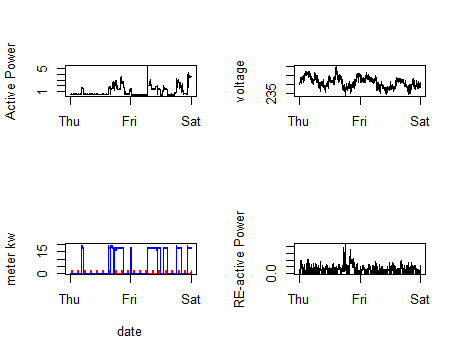 Active Power
5
1
Thu Fri Sat
voltage
235
Thu Fri Sat
meter kw
15
0
Thu Fri Sat
date
RE-active Power
0.0
Thu Fri Sat